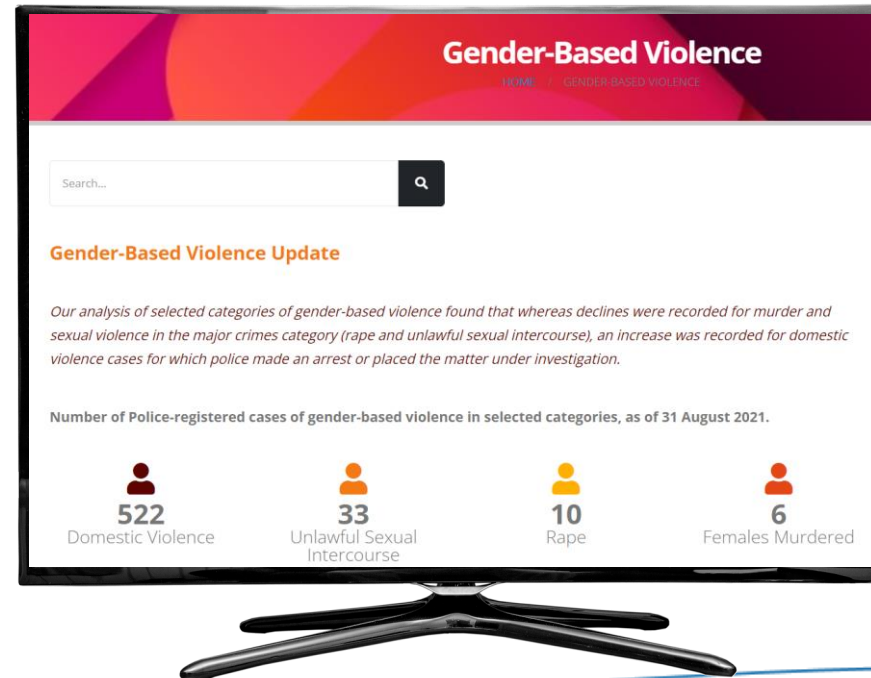 Gender-Based Violence
HOME / GENDER-BASED VIOLENCE
Search...
Gender-Based Violence Update
Our analysis of selected categories of gender-based violence found that whereas declines were recorded for murder and
sexual violence in the major crimes category (rape and unlawful sexual intercourse), an increase was recorded for domestic
violence cases for which police made an arrest or placed the matter under investigation.
Number of Police-registered cases of gender-based violence in selected categories, as of 31 August 2021.
522
Domestic Violence
33
Unlawful Sexual
Intercourse
10
Rape
6
Females Murdered